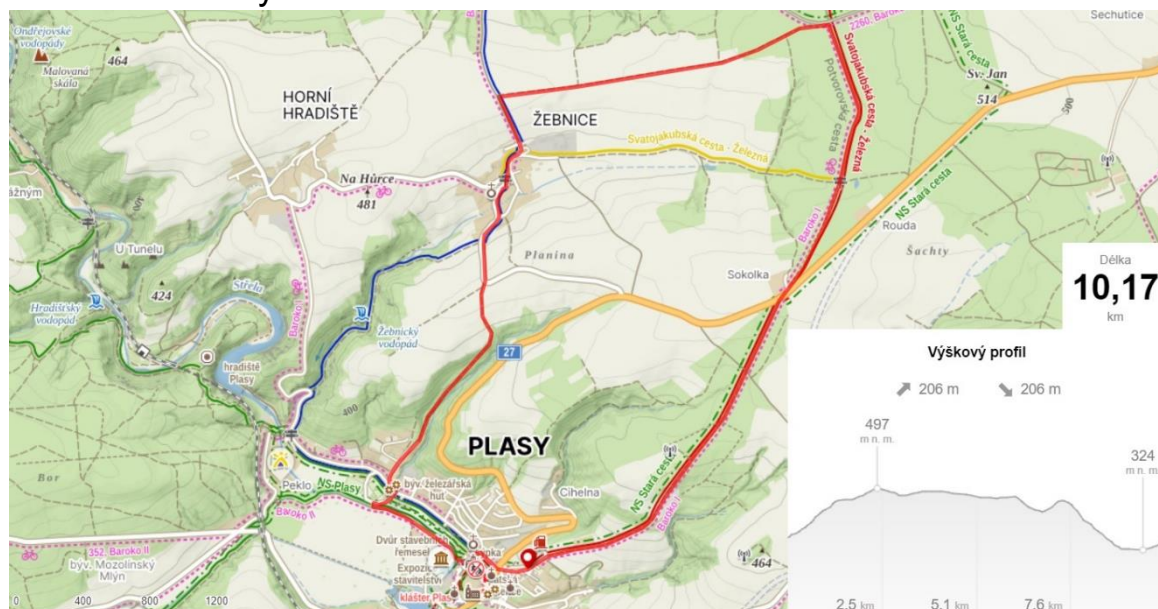 Ondřejovské
vodopády
464
Malovaná
skála
HORNÍ
HRADIŠTĚ
ŽEBNICE
2260, Baroko
Sechutice
NS Stará cesta
Sv. Jan
514
500
Svatojakubská cesta - Železná
Potvorovská cesta
Svatojakubská cesta - Železná
Na Hůrce
481
ážným
U Tunelu
Střela
424
Hradišťský
vodopád
Baroko I
hradiště
Plasy
Žebnický
vodopád
Planina
Sokolka
Baroko I
NS Stará cesta
Rouda
Šachty
27
400
PLASY
Bor
Peklo
NS-Plasy
býv. železářská
huť
Baroko II
Cihelna
NS Stará cesta
Baroko I
352, Baroko II
býv. Mozolínský
Mlýn
Dvůr stavebních
řemesel
Expozice
stavitelství
klášter Plasy
464
0 400 800 1200
Délka
10,17
km
Výškový profil
206 m 206 m
497
m n. m.
324
m n. m.
2.5 km 5.1 km 7.6 km